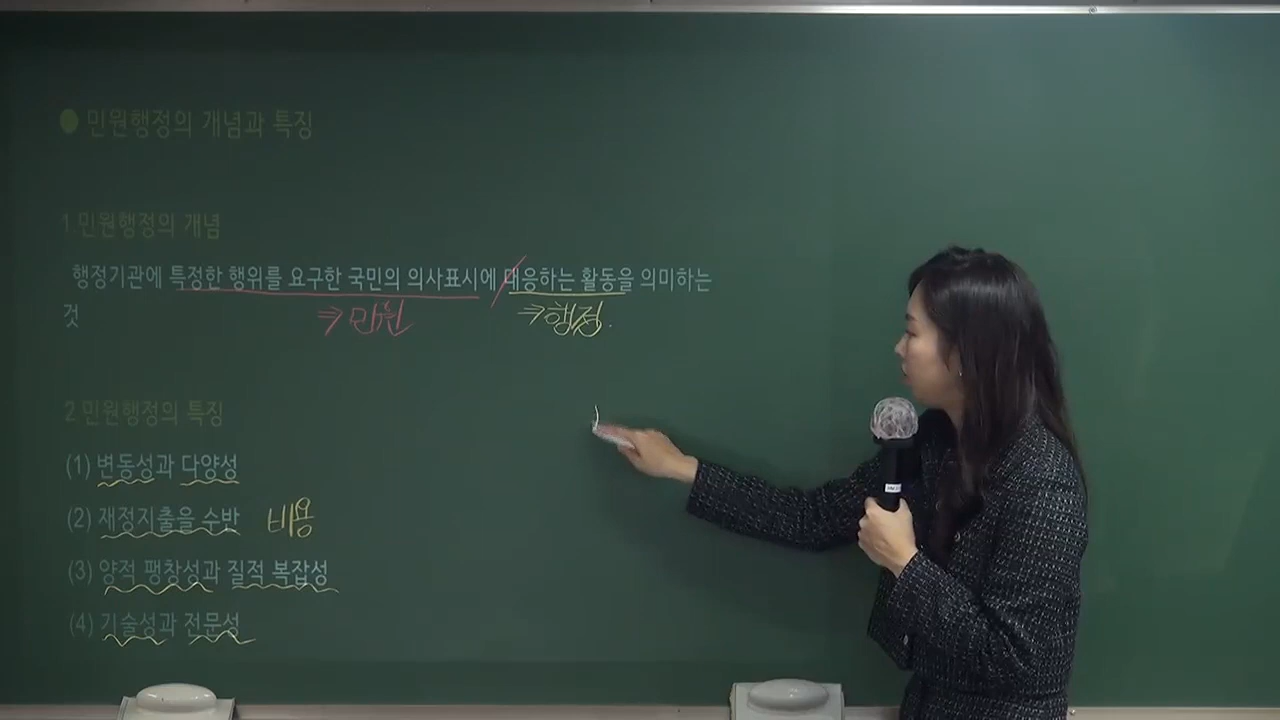 ● 민원행정의 개념과 특징
1.민원행정의 개념
행정기관에 특정한 행위를 요구한 국민의 의사표시에 대응하는 활동을 의미하는
것
⇒ 민원 ⇒ 행정.
2.민원행정의 특징
(1) 변동성과 다양성
(2) 재정지출을 수반 비용
(3) 양적 팽창성과 질적 복잡성
(4) 기술성과 전문성